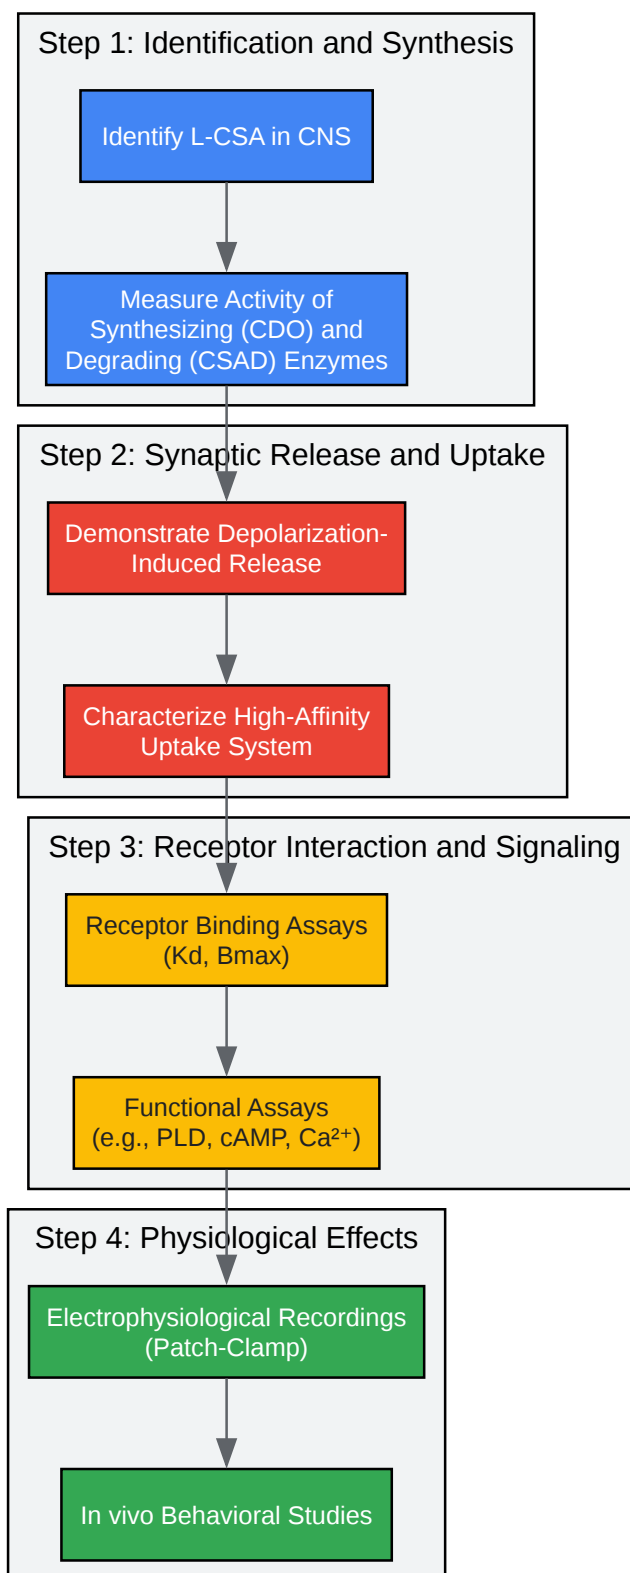 Step 1: Identification and Synthesis
Identify L-CSA in CNS
Measure Activity of
Synthesizing (CDO) and
Degrading (CSAD) Enzymes
Step 2: Synaptic Release and Uptake
Demonstrate Depolarization-
Induced Release
Characterize High-Affinity
Uptake System
Step 3: Receptor Interaction and Signaling
Receptor Binding Assays
(Kd, Bmax)
Functional Assays
(e.g., PLD, cAMP, Ca²⁺)
Step 4: Physiological Effects
Electrophysiological Recordings
(Patch-Clamp)
In vivo Behavioral Studies